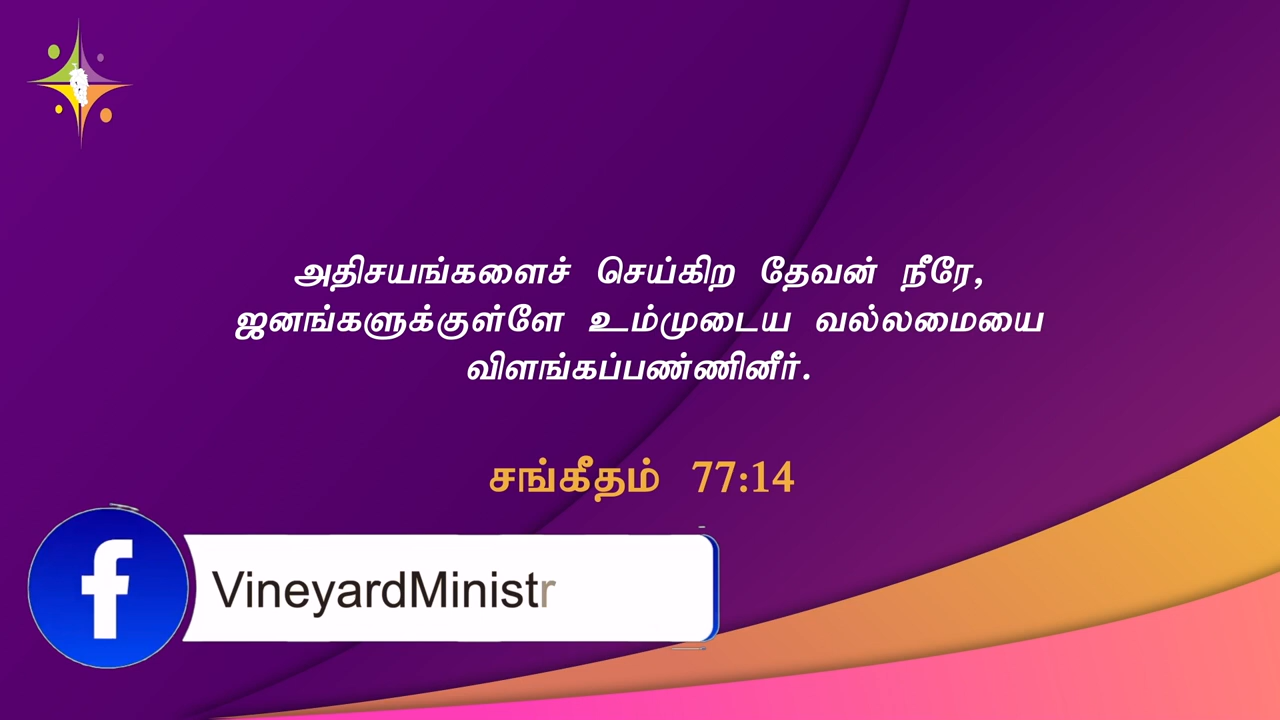 அதிசயங்களைச் செய்கிற தேவன் நீரே,
ஜனங்களுக்குள்ளே உம்முடைய வல்லமையை
விளங்கப்பண்ணினீர்.
சங்கீதம் 77:14
f
VineyardMinistr